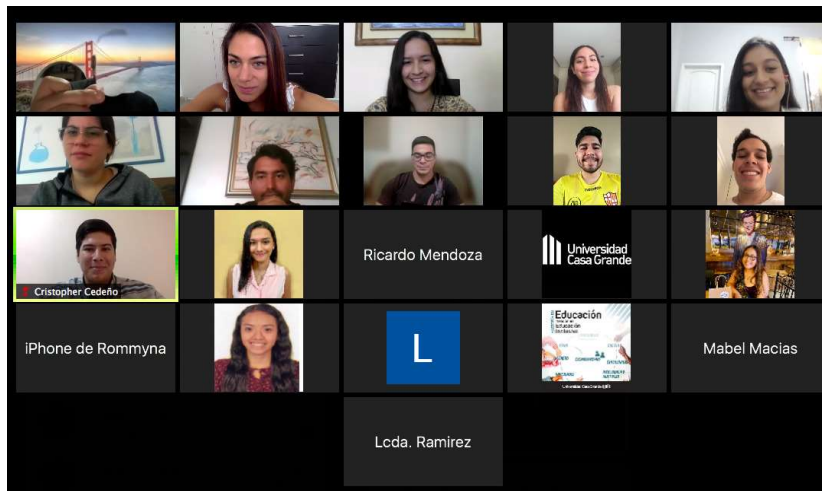 Cristopher Cedeño
Ricardo Mendoza
Universidad
Casa Grande
iPhone de Rommyna
L
Educación
Mabel Macias
Lcda. Ramirez